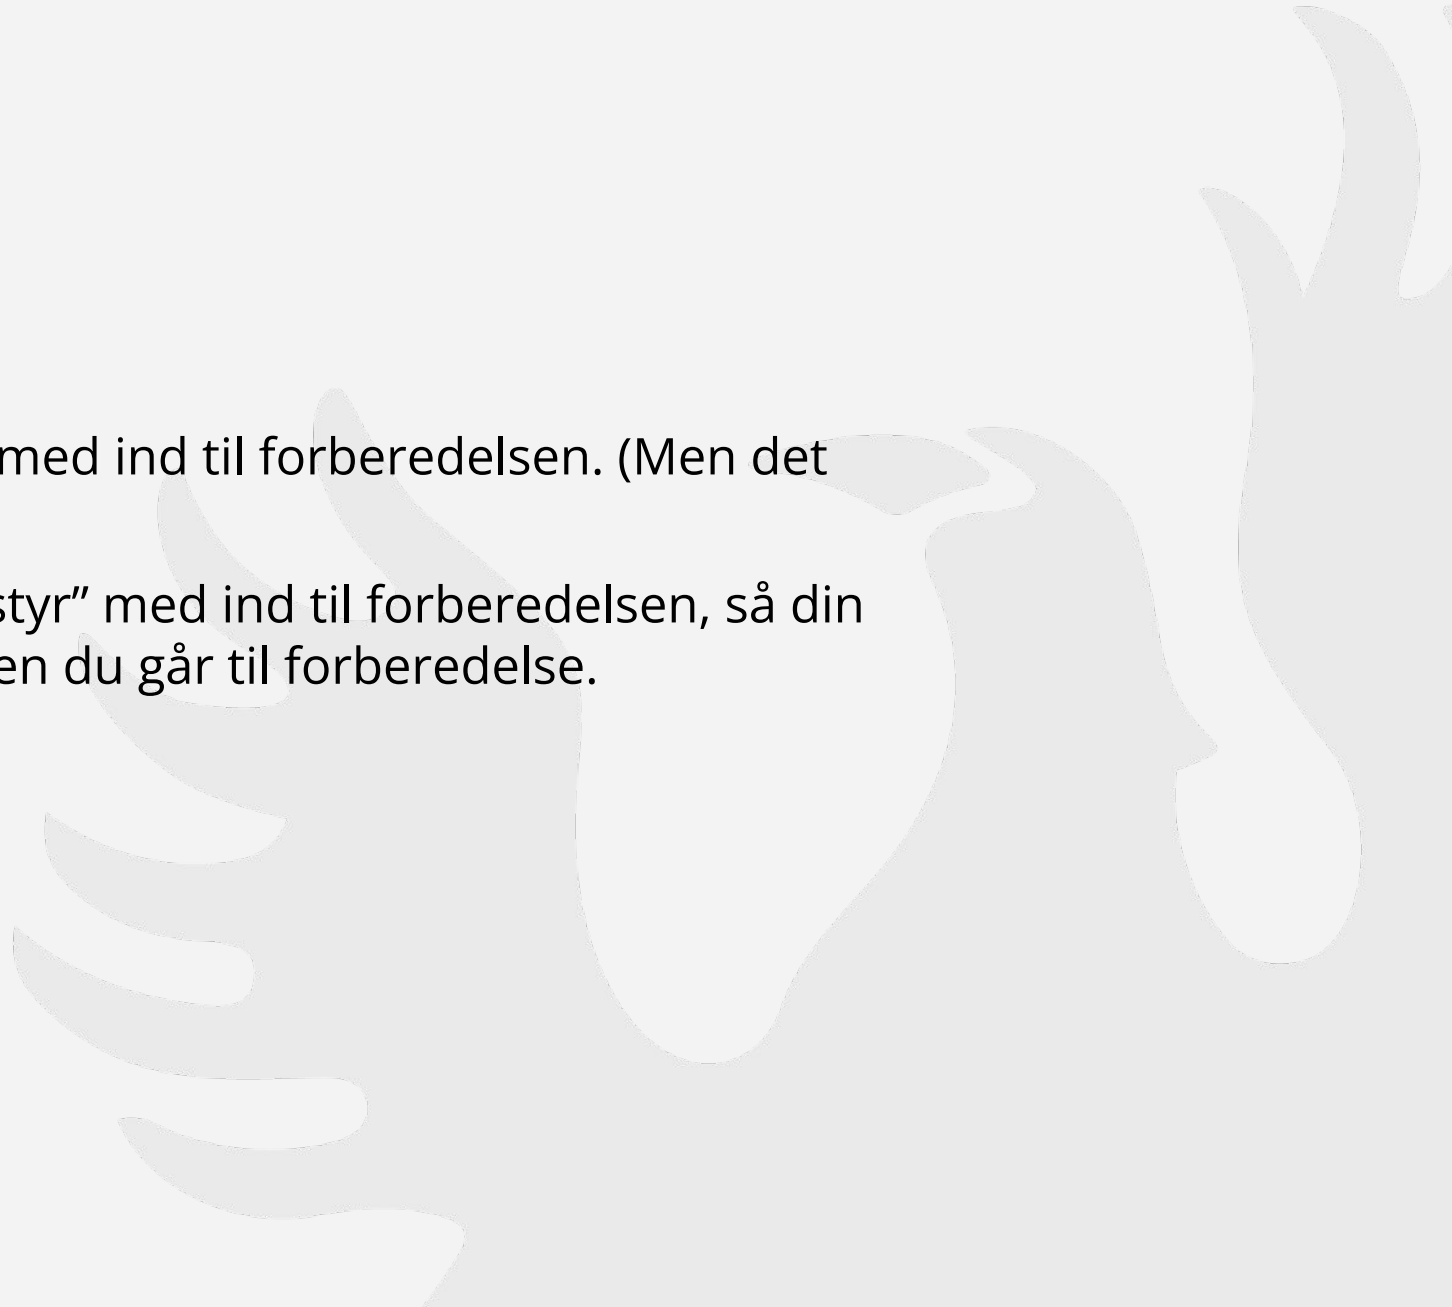 med ind til forberedelsen. (Men det
styr” med ind til forberedelsen, så din
en du går til forberedelse.